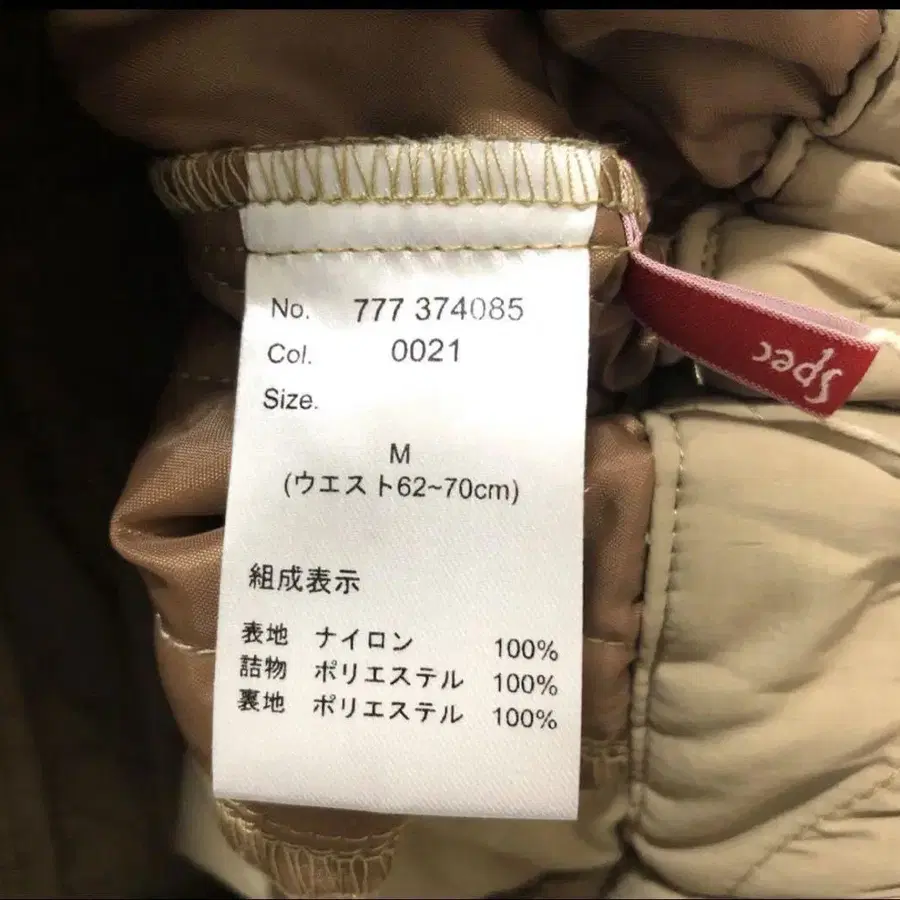 No. 777 374085
Col. 0021
Size.
M
(ウエスト62~70cm)
組成表示
表地 ナイロン 100%
詰物 ポリエステル 100%
裏地 ポリエステル 100%
Spec